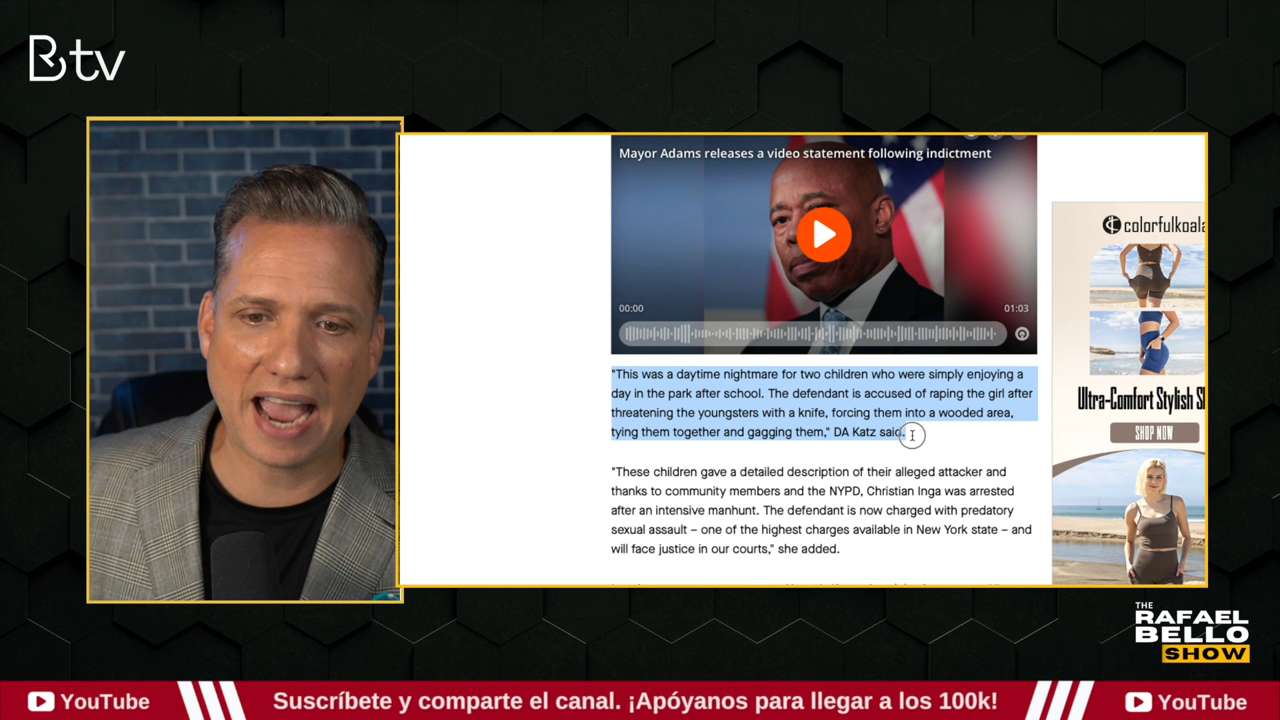 Btv
Mayor Adams releases a video statement following indictment
00:00
01:03
"This was a daytime nightmare for two children who were simply enjoying a
day in the park after school. The defendant is accused of raping the girl after
threatening the youngsters with a knife, forcing them into a wooded area,
tying them together and gagging them," DA Katz said.
"These children gave a detailed description of their alleged attacker and
thanks to community members and the NYPD, Christian Inga was arrested
after an intensive manhunt. The defendant is now charged with predatory
sexual assault – one of the highest charges available in New York state – and
will face justice in our courts," she added.
colorfulkoala
Ultra-Comfort Stylish
SHOP NOW
THE
RAFAEL
BELLO
SHOW
YouTube
Suscríbete y comparte el canal. ¡Apóyanos para llegar a los 100k!
YouTube